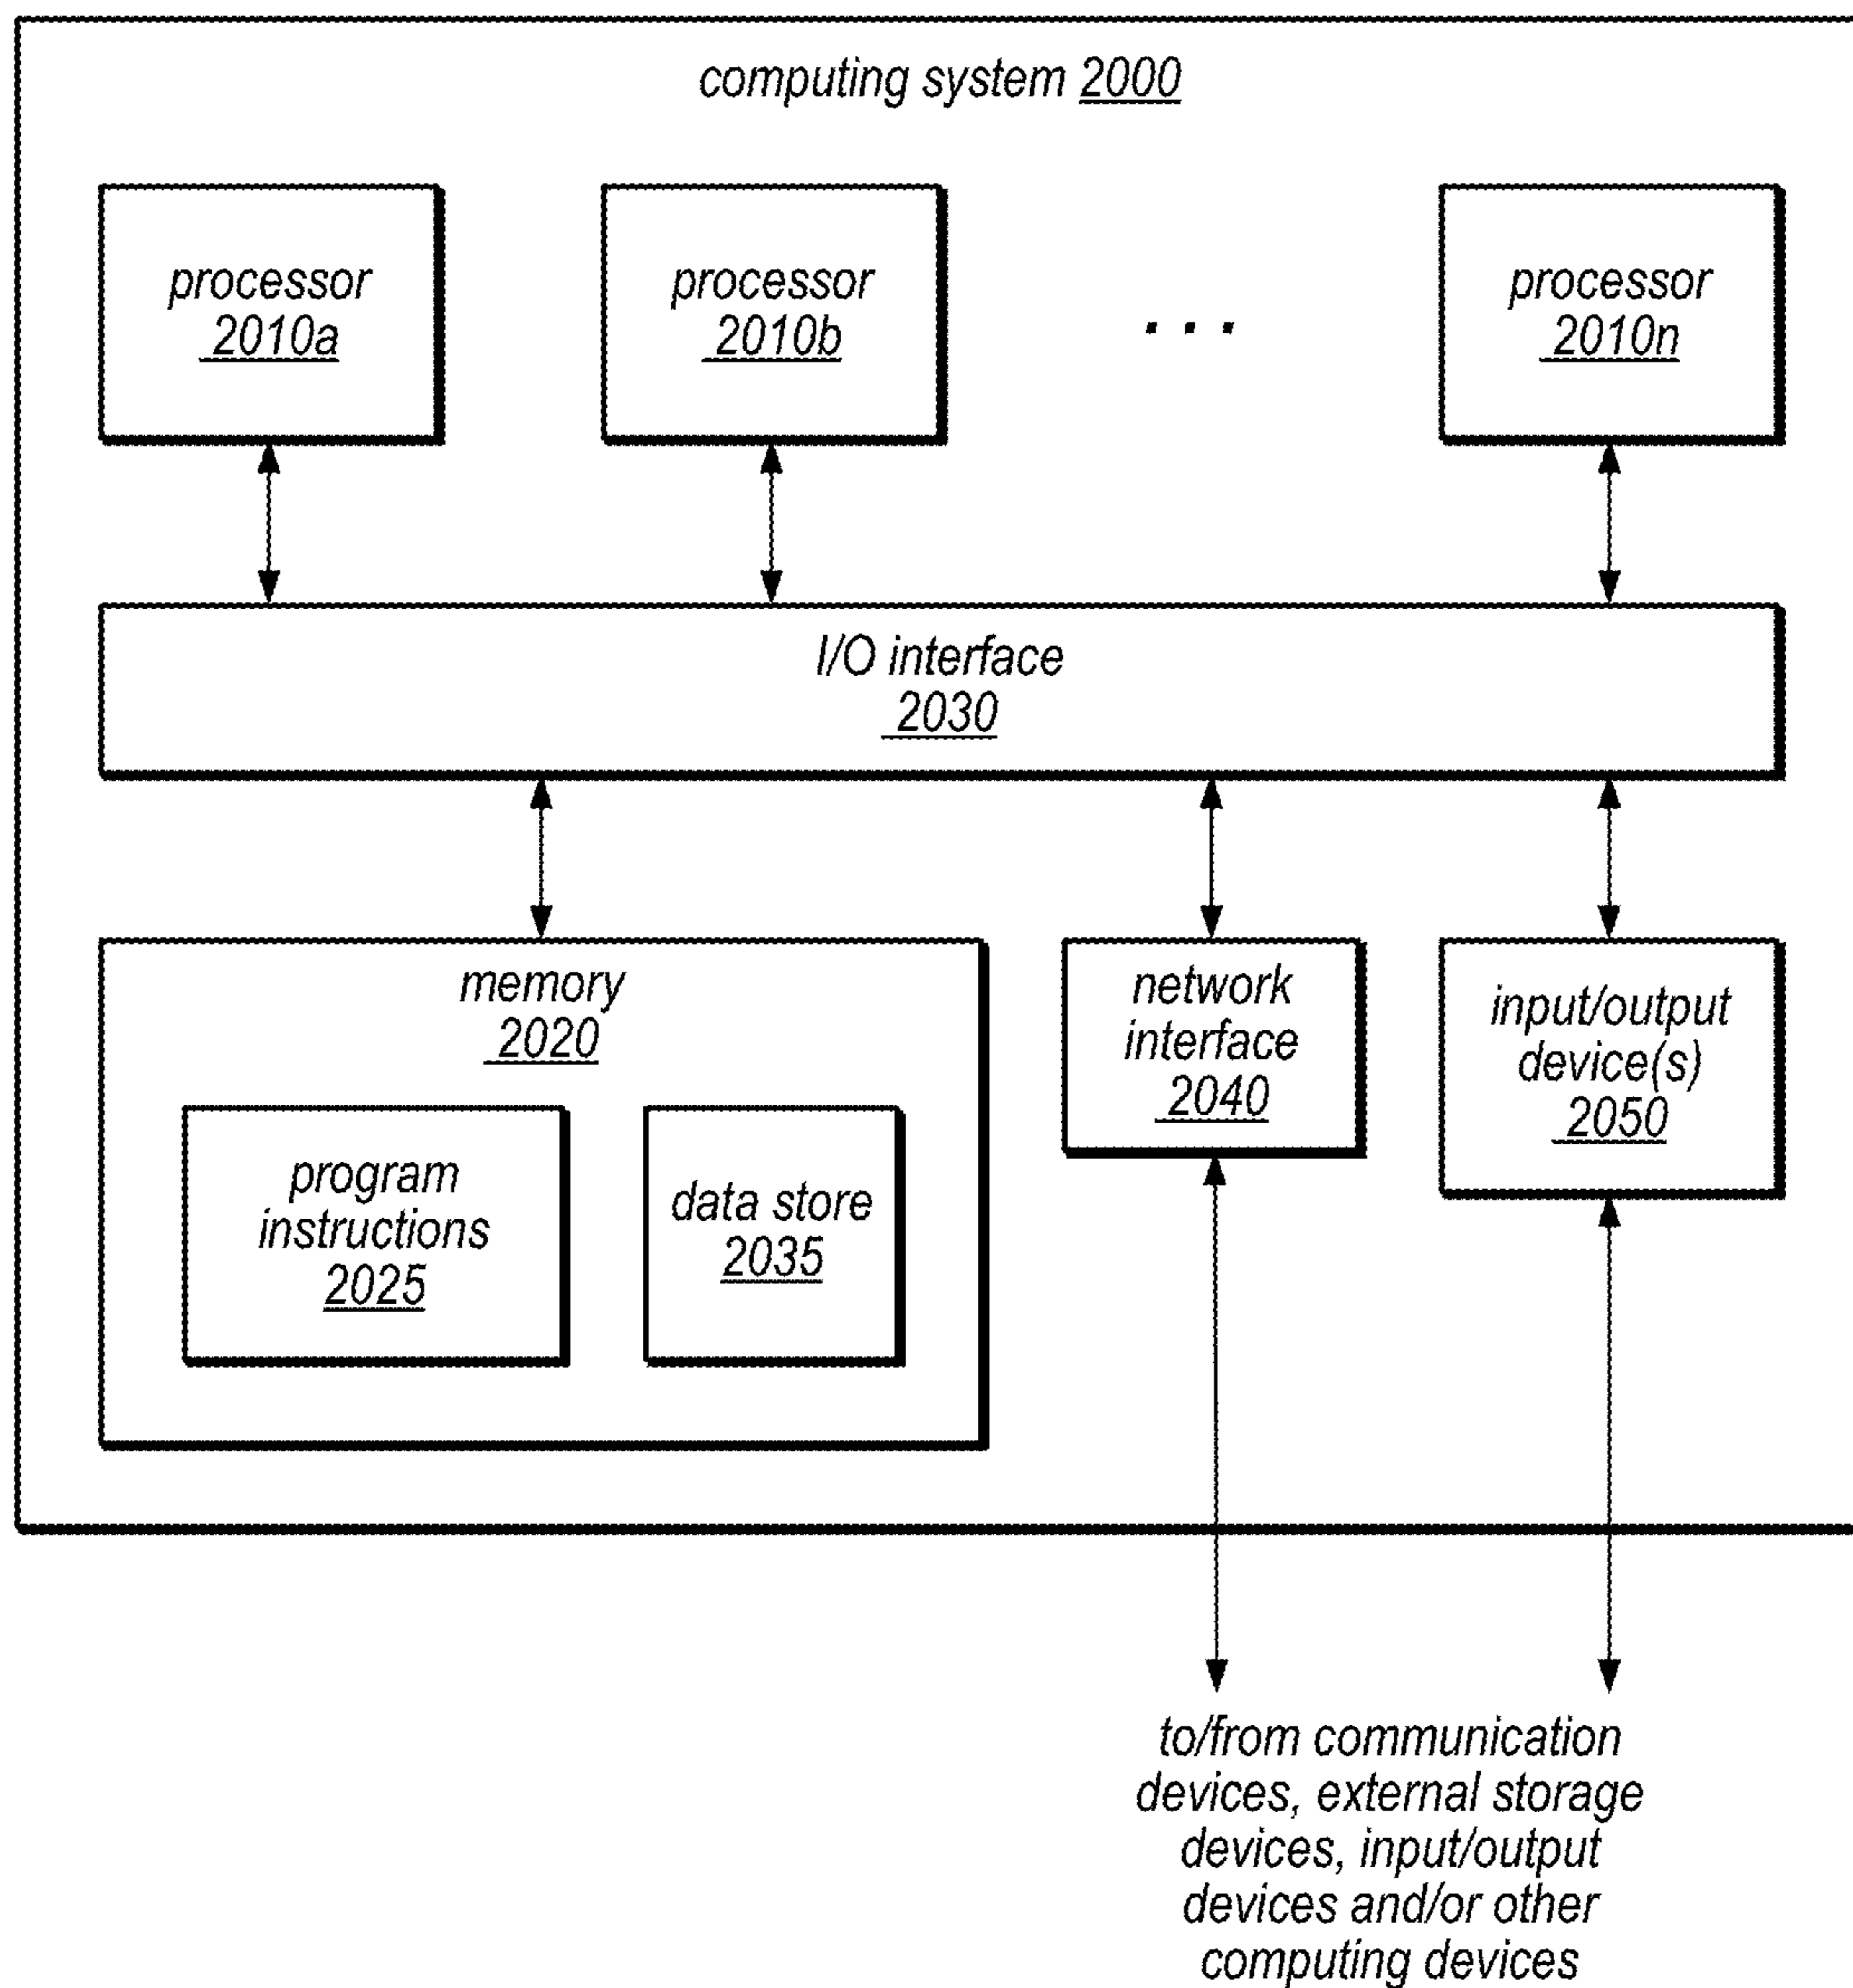 computing system 2000
processor
2010a
processor
2010b
. . .
processor
2010n
I/O interface
2030
memory
2020
program
instructions
2025
data store
2035
network
interface
2040
input/output
device(s)
2050
to/from communication
devices, external storage
devices, input/output
devices and/or other
computing devices